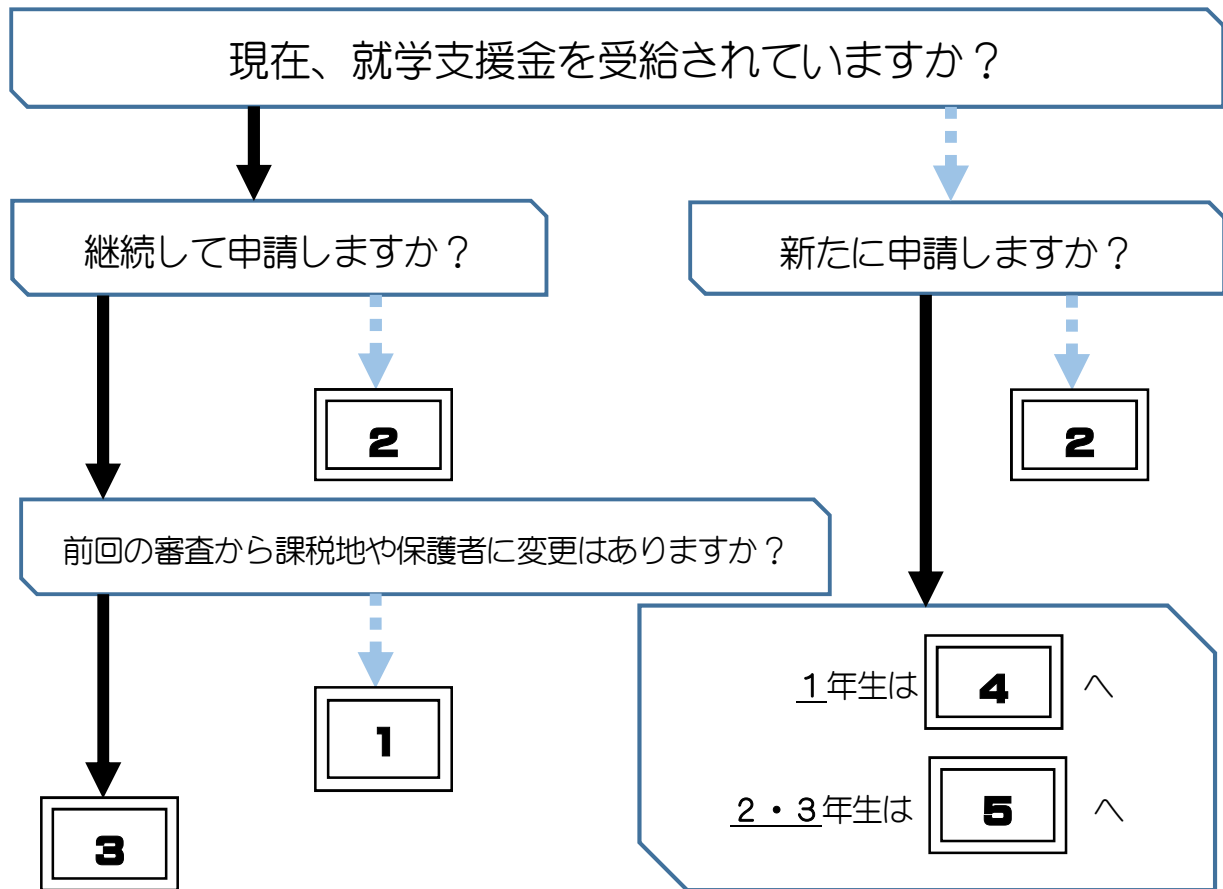 現在、就学支援金を受給されていますか？
継続して申請しますか？
新たに申請しますか？
2
2
前回の審査から課税地や保護者に変更はありますか？
1
3
1年生は 4 へ
2・3年生は 5 へ